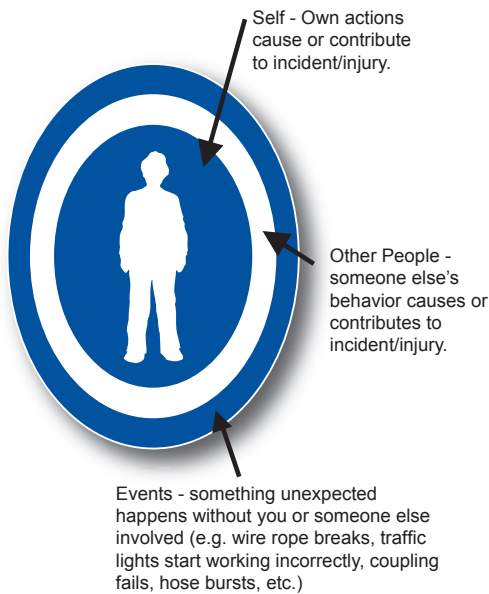 Self - Own actions
cause or contribute
to incident/injury.
Other People -
someone else's
behavior causes or
contributes to
incident/injury.
Events - something unexpected
happens without you or someone else
involved (e.g. wire rope breaks, traffic
lights start working incorrectly, coupling
fails, hose bursts, etc.)